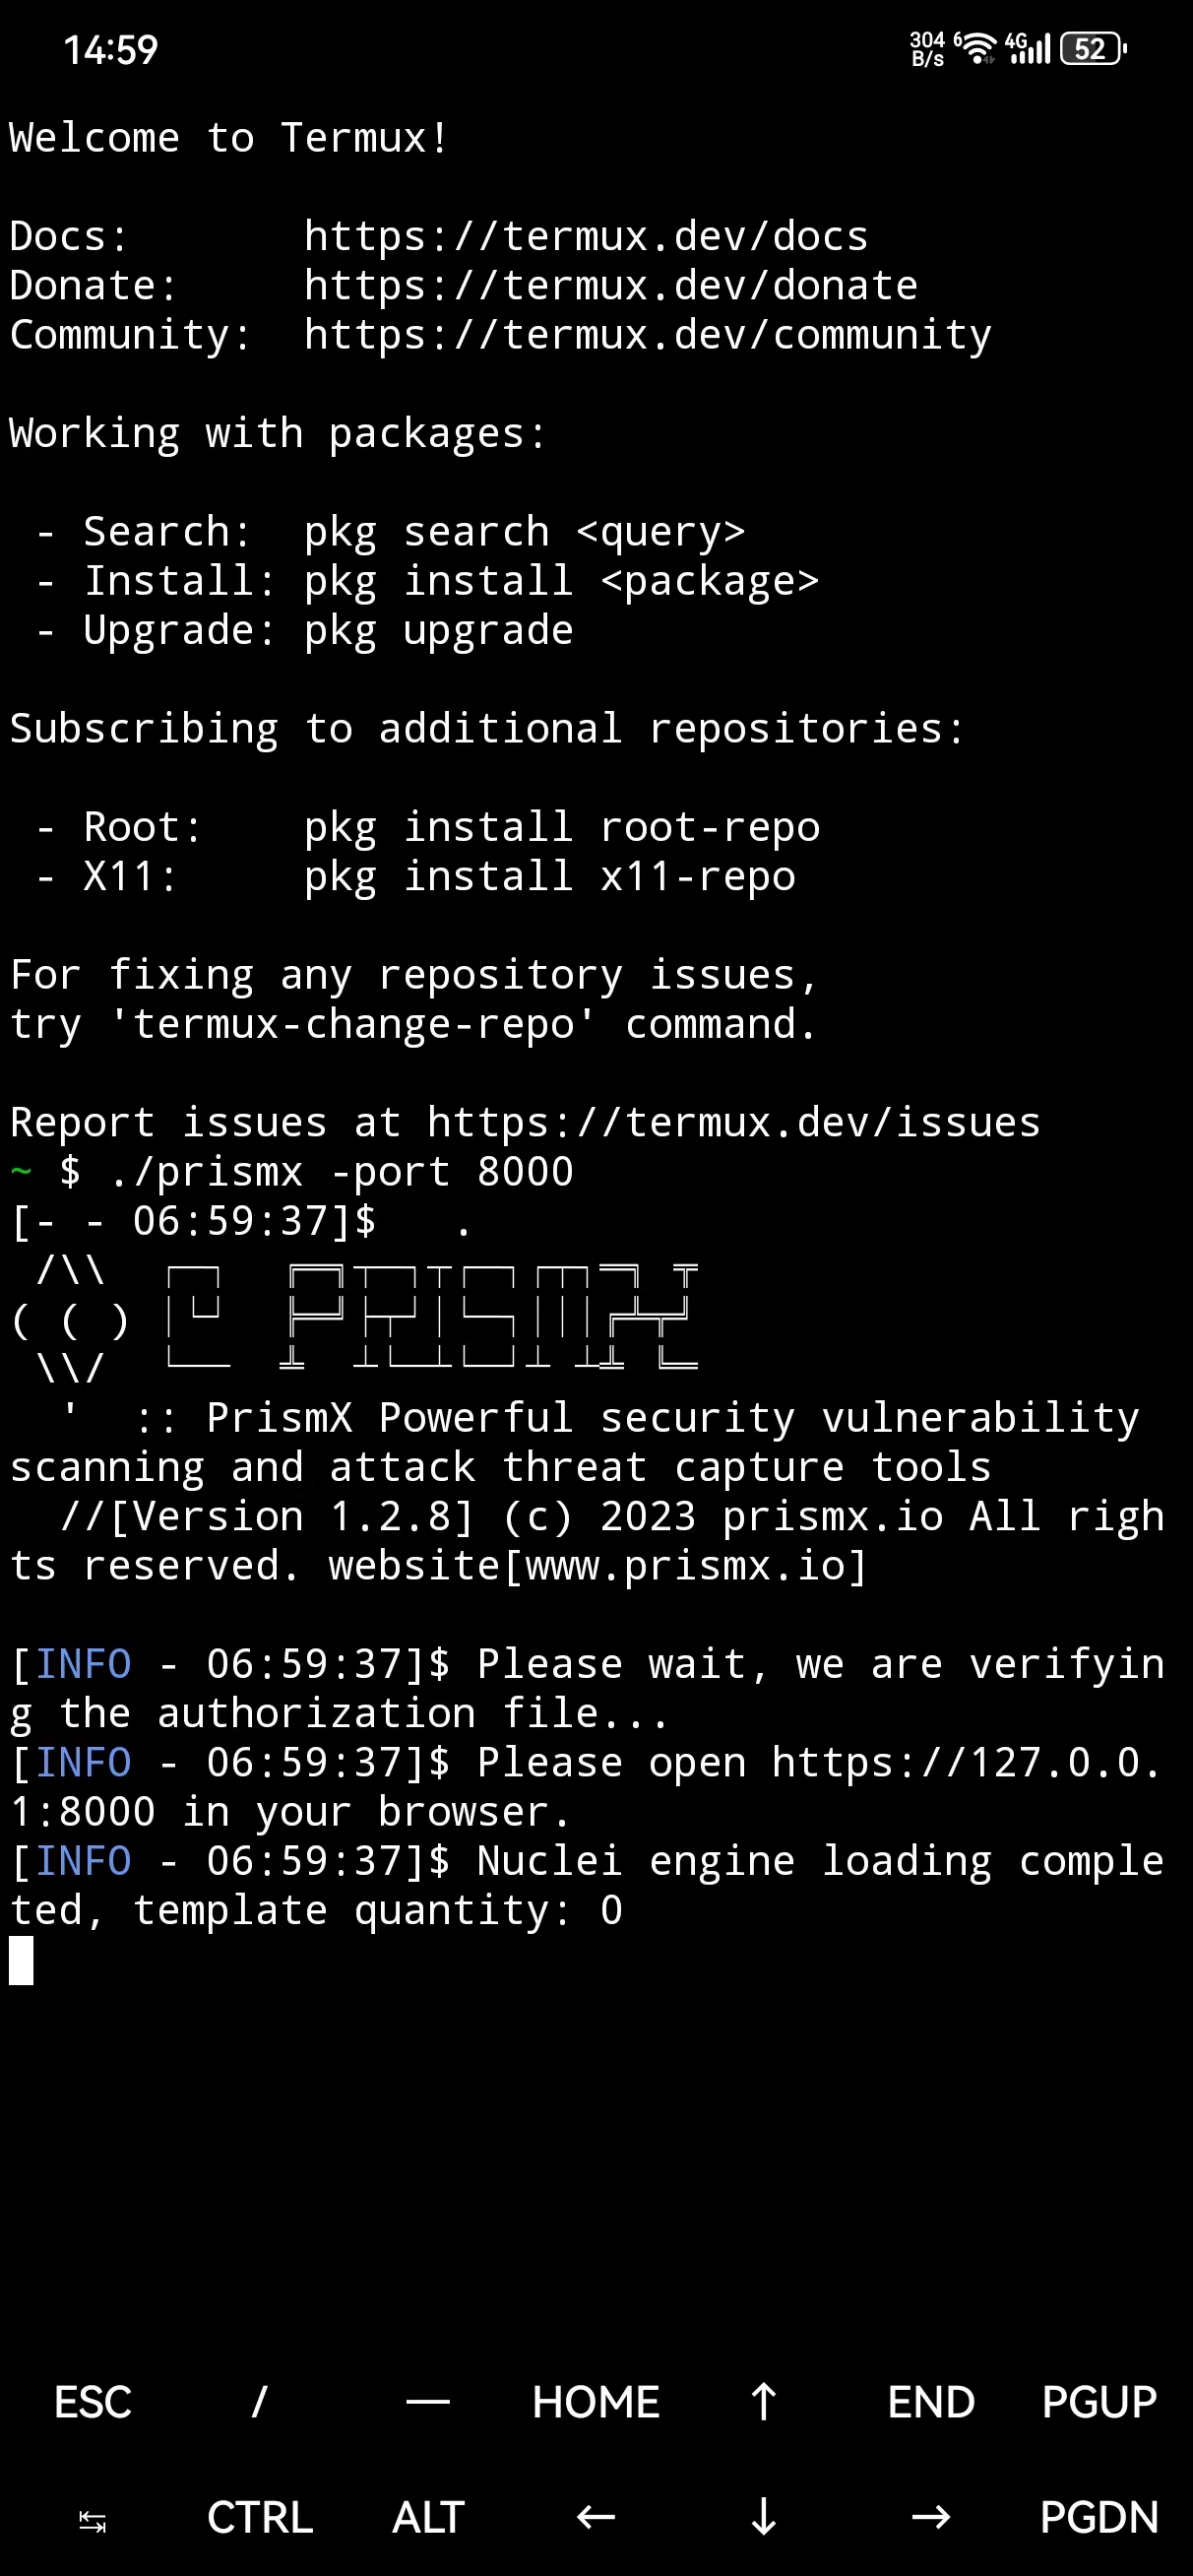 14:59
304 B/s 6 4G 52
Welcome to Termux!
Docs:       https://termux.dev/docs
Donate:     https://termux.dev/donate
Community:  https://termux.dev/community
Working with packages:
 - Search:  pkg search <query>
 - Install: pkg install <package>
 - Upgrade: pkg upgrade
Subscribing to additional repositories:
 - Root:    pkg install root-repo
 - X11:     pkg install x11-repo
For fixing any repository issues,
try 'termux-change-repo' command.
Report issues at https://termux.dev/issues
~ $ ./prismx -port 8000
[- - 06:59:37]$   .
  '  :: PrismX Powerful security vulnerability
scanning and attack threat capture tools
  //[Version 1.2.8] (c) 2023 prismx.io All righ
ts reserved. website[www.prismx.io]
[INFO - 06:59:37]$ Please wait, we are verifyin
g the authorization file...
[INFO - 06:59:37]$ Please open https://127.0.0.
1:8000 in your browser.
[INFO - 06:59:37]$ Nuclei engine loading comple
ted, template quantity: 0
ESC / — HOME ↑ END PGUP
↹ CTRL ALT ← ↓ → PGDN